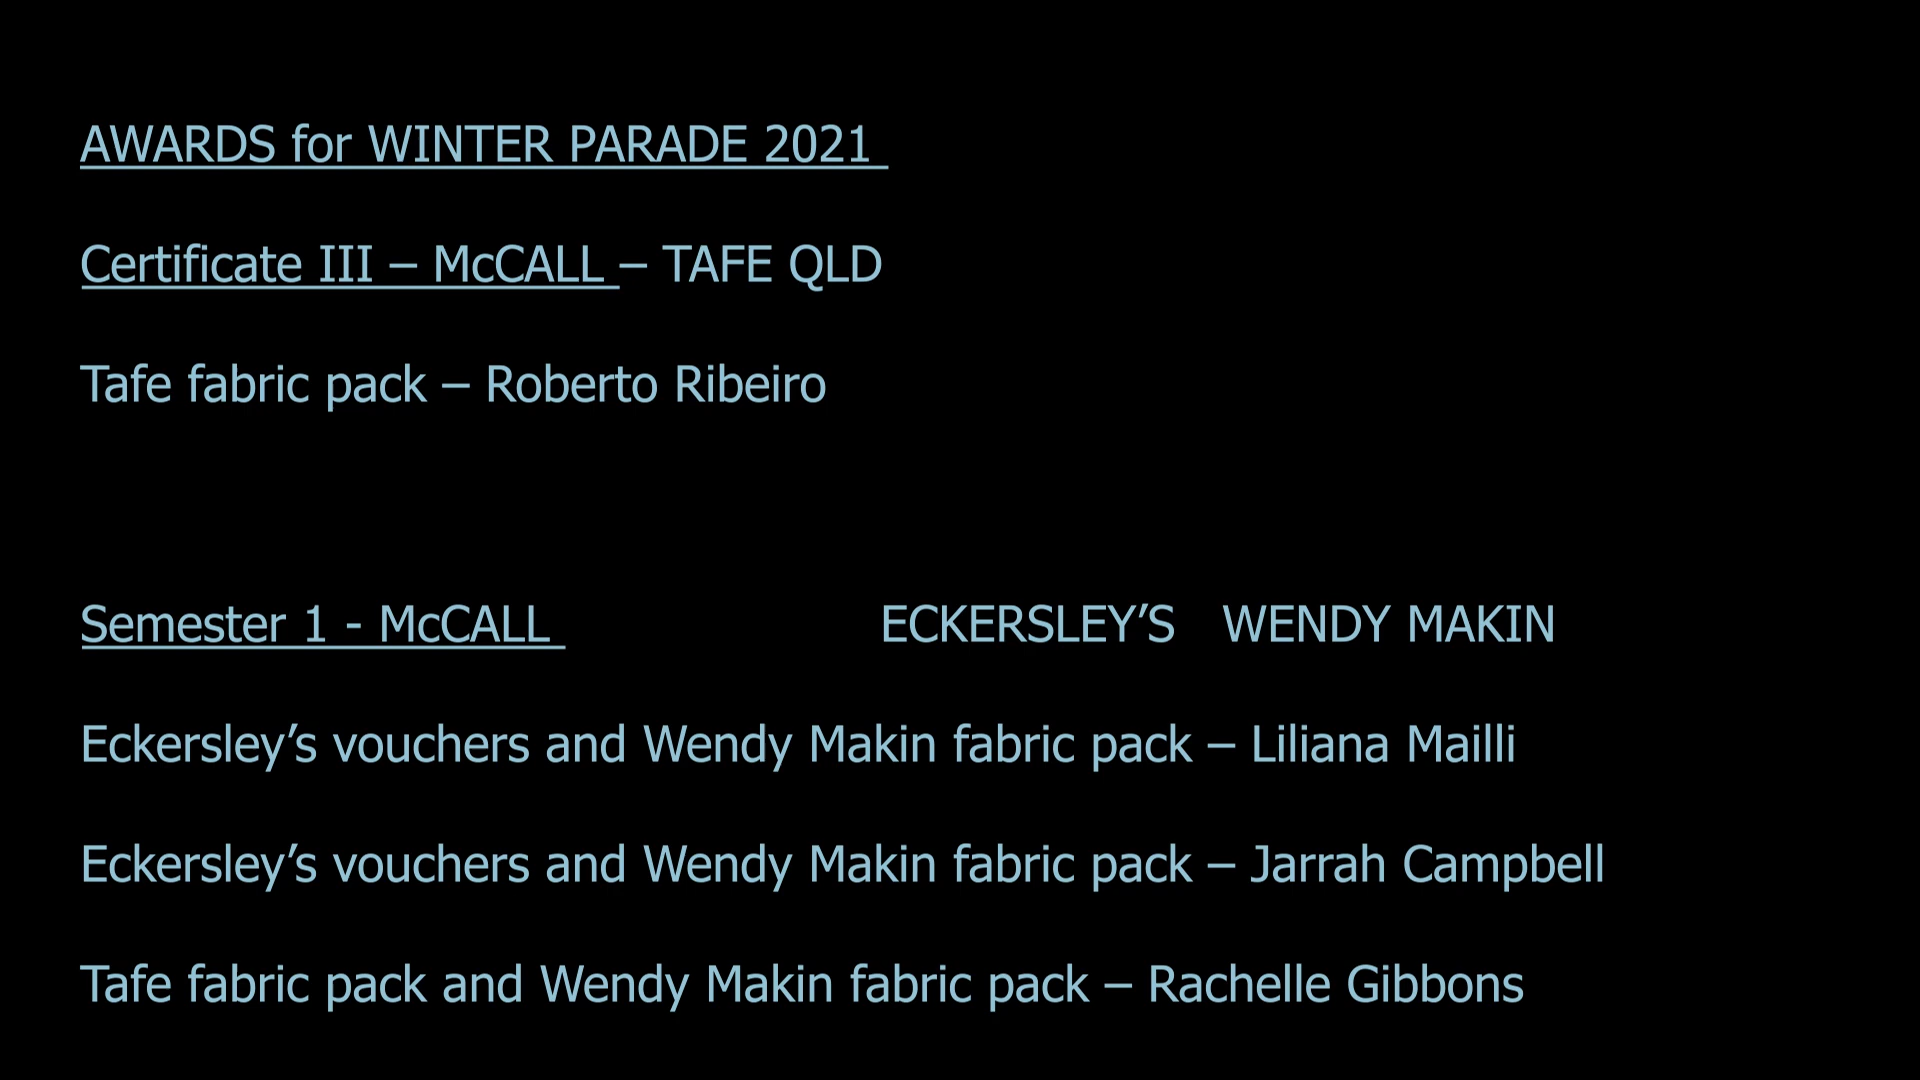 AWARDS for WINTER PARADE 2021
Certificate III – McCALL – TAFE QLD
Tafe fabric pack – Roberto Ribeiro
Semester 1 - McCALL ECKERSLEY’S WENDY MAKIN
Eckersley’s vouchers and Wendy Makin fabric pack – Liliana Mailli
Eckersley’s vouchers and Wendy Makin fabric pack – Jarrah Campbell
Tafe fabric pack and Wendy Makin fabric pack – Rachelle Gibbons